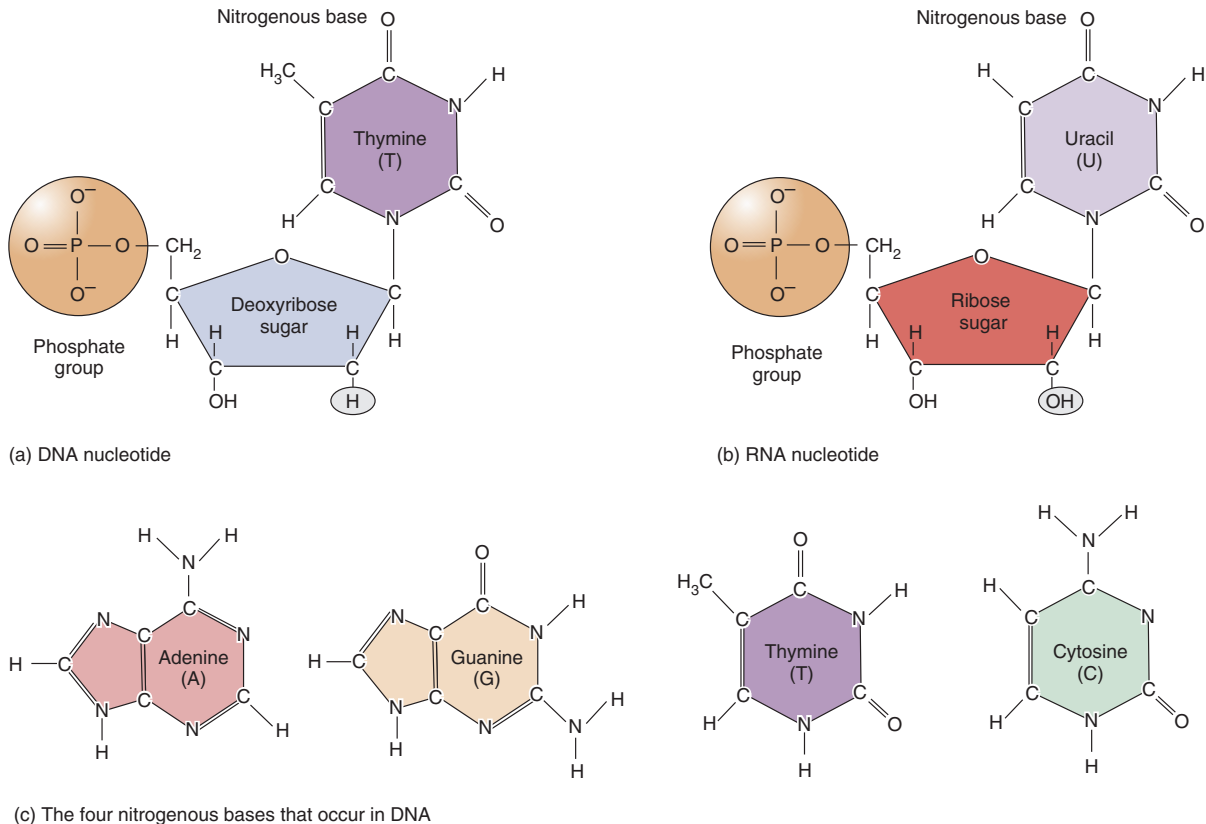 Nitrogenous base
O
C
H₃C
H
C
N
Thymine
(T)
C
C
H
N
O
O⁻
O
P
O
CH₂
O⁻
O
C
C
Deoxyribose
sugar
H
H
H
H
C
C
OH
H
Phosphate
group
(a) DNA nucleotide
Nitrogenous base
O
C
H
H
C
N
Uracil
(U)
C
C
H
N
O
O⁻
O
P
O
CH₂
O⁻
O
C
C
Ribose
sugar
H
H
H
H
C
C
OH
OH
Phosphate
group
(b) RNA nucleotide
H
H
N
C
N
C
N
H
C
Adenine
(A)
C
C
N
N
H
H
O
C
N
C
N
H
H
C
Guanine
(G)
C
C
N
N
N
H
H
H
O
C
H₃C
H
C
N
Thymine
(T)
C
C
H
N
O
H
H
H
N
C
H
C
N
Cytosine
(C)
C
C
H
N
O
H
(c) The four nitrogenous bases that occur in DNA